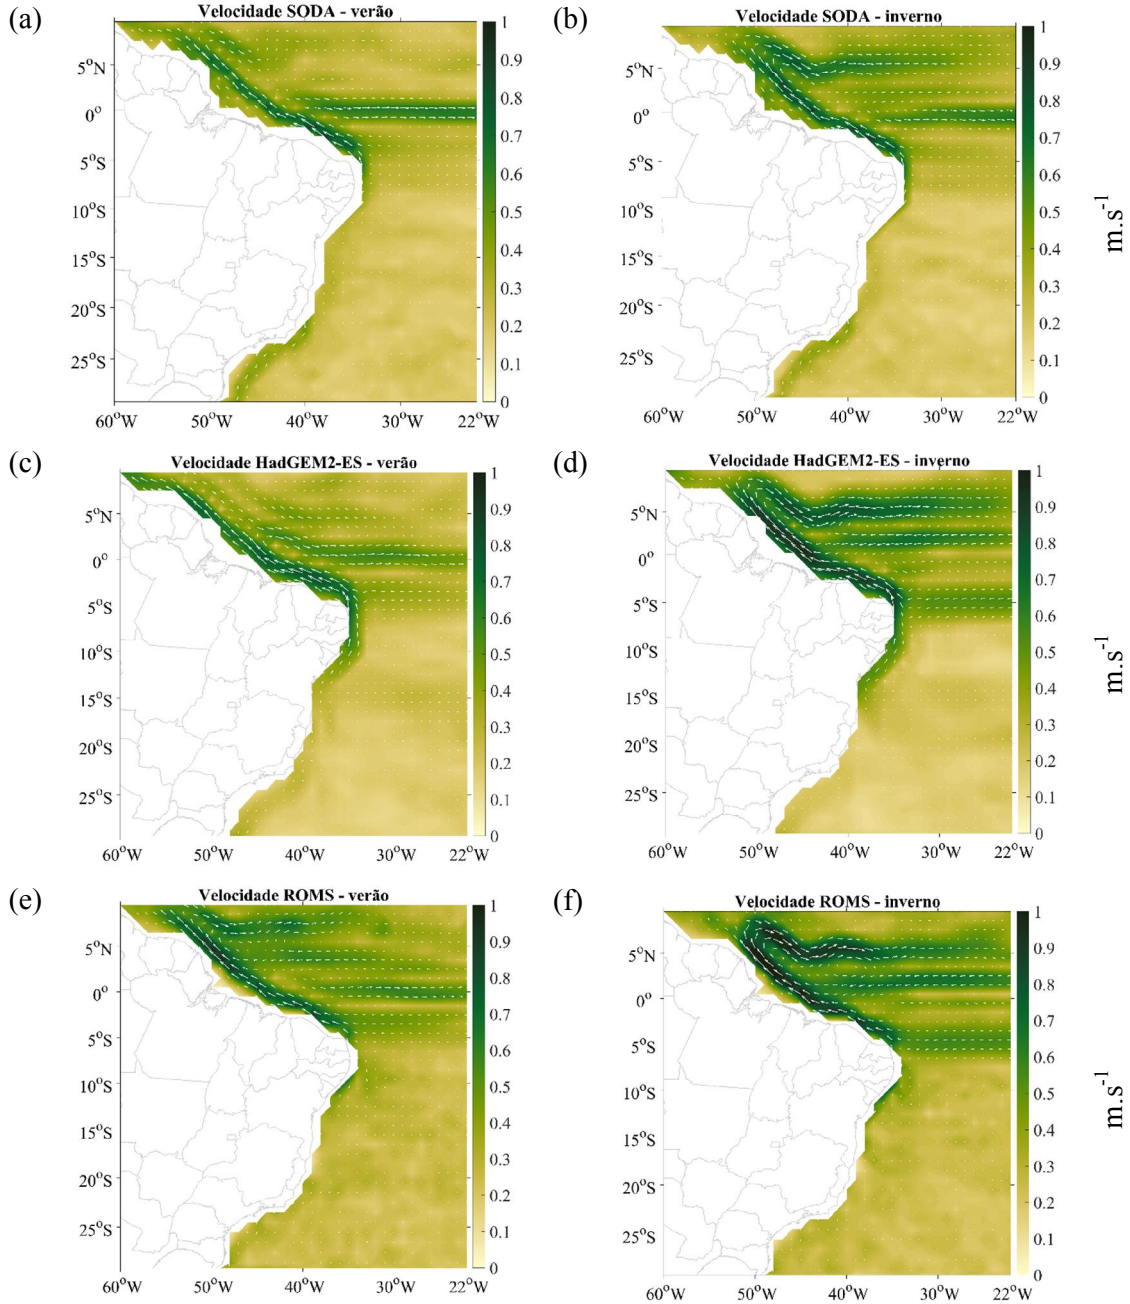 (a)
Velocidade SODA - verão
5°N
0°
5°S
10°S
15°S
20°S
25°S
60°W 50°W 40°W 30°W 22°W
1
0.9
0.8
0.7
0.6
0.5
0.4
0.3
0.2
0.1
0
(b)
Velocidade SODA - inverno
5°N
0°
5°S
10°S
15°S
20°S
25°S
60°W 50°W 40°W 30°W 22°W
1
0.9
0.8
0.7
0.6
0.5
0.4
0.3
0.2
0.1
0
m.s-1
(c)
Velocidade HadGEM2-ES - verão
5°N
0°
5°S
10°S
15°S
20°S
25°S
60°W 50°W 40°W 30°W 22°W
1
0.9
0.8
0.7
0.6
0.5
0.4
0.3
0.2
0.1
0
(d)
Velocidade HadGEM2-ES - inverno
5°N
0°
5°S
10°S
15°S
20°S
25°S
60°W 50°W 40°W 30°W 22°W
1
0.9
0.8
0.7
0.6
0.5
0.4
0.3
0.2
0.1
0
m.s-1
(e)
Velocidade ROMS - verão
5°N
0°
5°S
10°S
15°S
20°S
25°S
60°W 50°W 40°W 30°W 22°W
1
0.9
0.8
0.7
0.6
0.5
0.4
0.3
0.2
0.1
0
(f)
Velocidade ROMS - inverno
5°N
0°
5°S
10°S
15°S
20°S
25°S
60°W 50°W 40°W 30°W 22°W
1
0.9
0.8
0.7
0.6
0.5
0.4
0.3
0.2
0.1
0
m.s-1